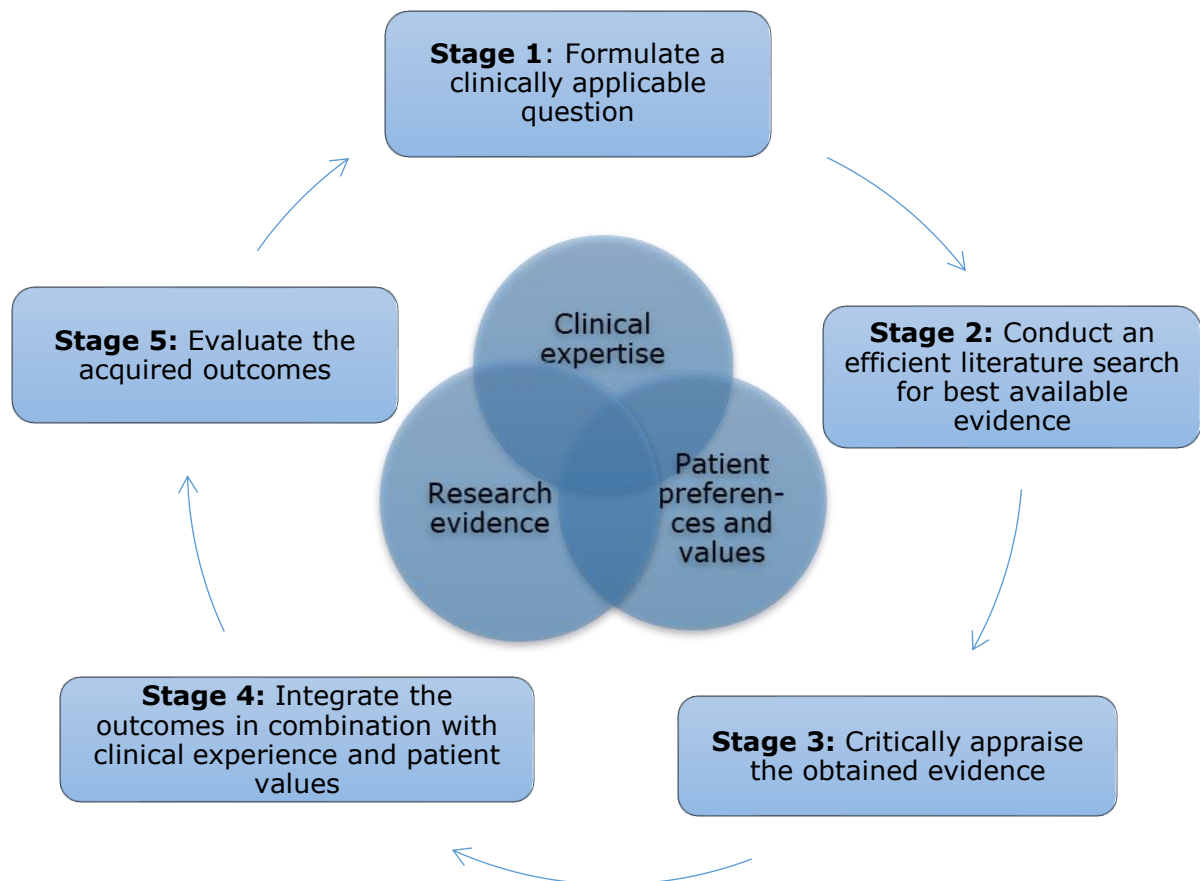 Stage 1: Formulate a
clinically applicable
question
Stage 2: Conduct an
efficient literature search
for best available
evidence
Stage 3: Critically appraise
the obtained evidence
Stage 4: Integrate the
outcomes in combination with
clinical experience and patient
values
Stage 5: Evaluate the
acquired outcomes
Clinical
expertise
Research
evidence
Patient
preferen-
ces and
values